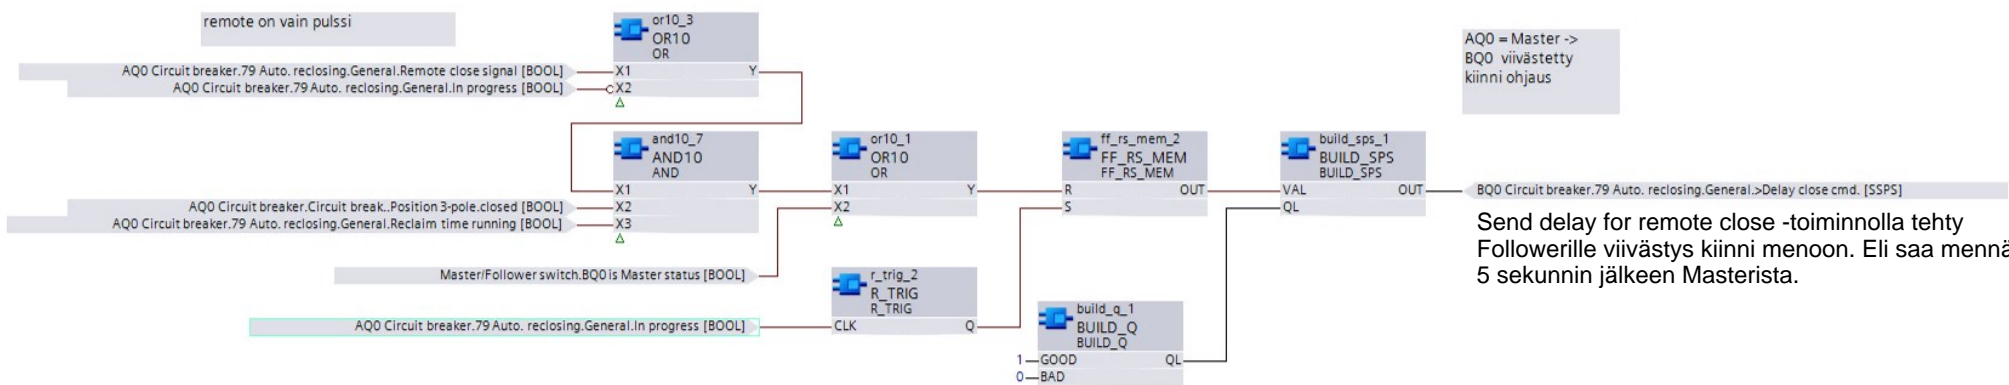 remote on vain pulssi
or10_3
OR10
OR
AQ0 Circuit breaker.79 Auto. reclosing.General.Remote close signal [BOOL]
X1
Y
AQ0 Circuit breaker.79 Auto. reclosing.General.In progress [BOOL]
X2
AQ0 = Master ->
BQ0 viivästetty
kiinni ohjaus
and10_7
AND10
AND
X1
Y
AQ0 Circuit breaker.Circuit break..Position 3-pole.closed [BOOL]
X2
AQ0 Circuit breaker.79 Auto. reclosing.General.Reclaim time running [BOOL]
X3
or10_1
OR10
OR
X1
Y
X2
Master/Follower switch.BQ0 is Master status [BOOL]
ff_rs_mem_2
FF_RS_MEM
FF_RS_MEM
R
OUT
S
build_sps_1
BUILD_SPS
BUILD_SPS
VAL
OUT
QL
BQ0 Circuit breaker.79 Auto. reclosing.General.>Delay close cmd. [SSPS]
Send delay for remote close -toiminnolla tehty
Followerille viivästys kiinni menoon. Eli saa mennä
5 sekunnin jälkeen Masterista.
r_trig_2
R_TRIG
R_TRIG
AQ0 Circuit breaker.79 Auto. reclosing.General.In progress [BOOL]
CLK
Q
build_q_1
BUILD_Q
BUILD_Q
1
GOOD
QL
0
BAD